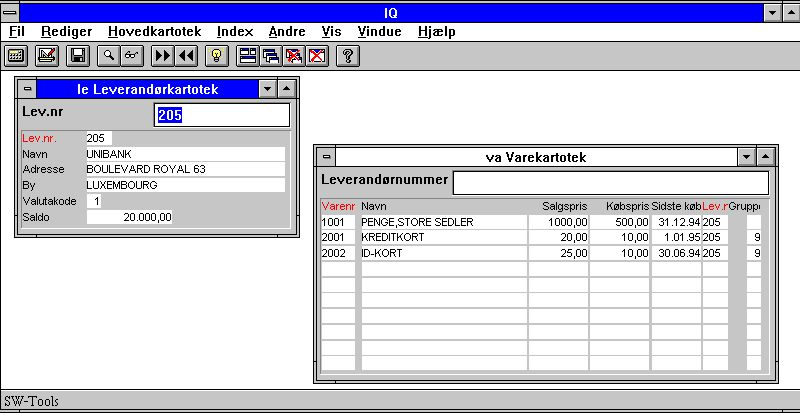 IQ
Fil Rediger Hovedkartotek Index Andre Vis Vindue Hjælp
le Leverandørkartotek
Lev.nr 205
Lev.nr. 205
Navn UNIBANK
Adresse BOULEVARD ROYAL 63
By LUXEMBOURG
Valutakode 1
Saldo 20.000,00
va Varekartotek
Leverandørnummer
Varenr Navn Salgspris Købspris Sidste køb Lev.n Gruppe
1001 PENGE,STORE SEDLER 1000,00 500,00 31.12.94 205
2001 KREDITKORT 20,00 10,00 1.01.95 205 9
2002 ID-KORT 25,00 10,00 30.06.94 205 9
SW-Tools